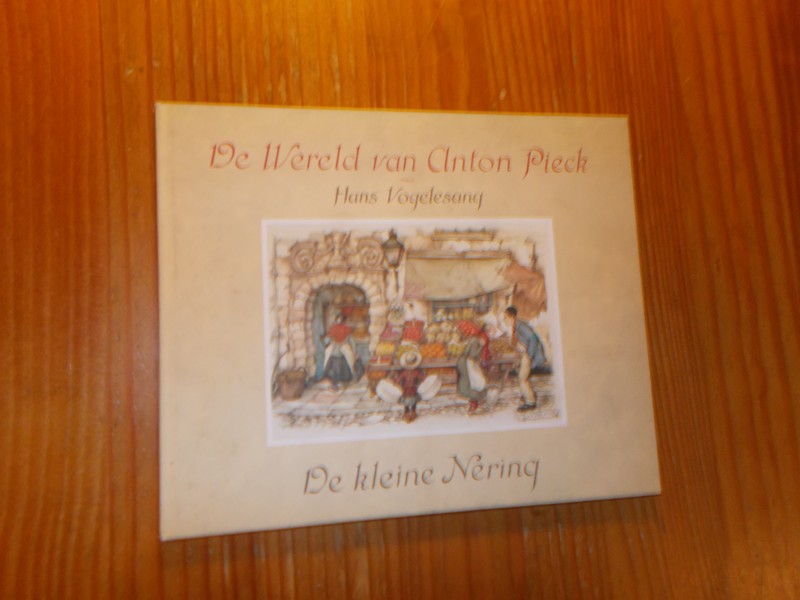 De Wereld van Anton Pieck
Hans Vogelesang
De kleine Nering